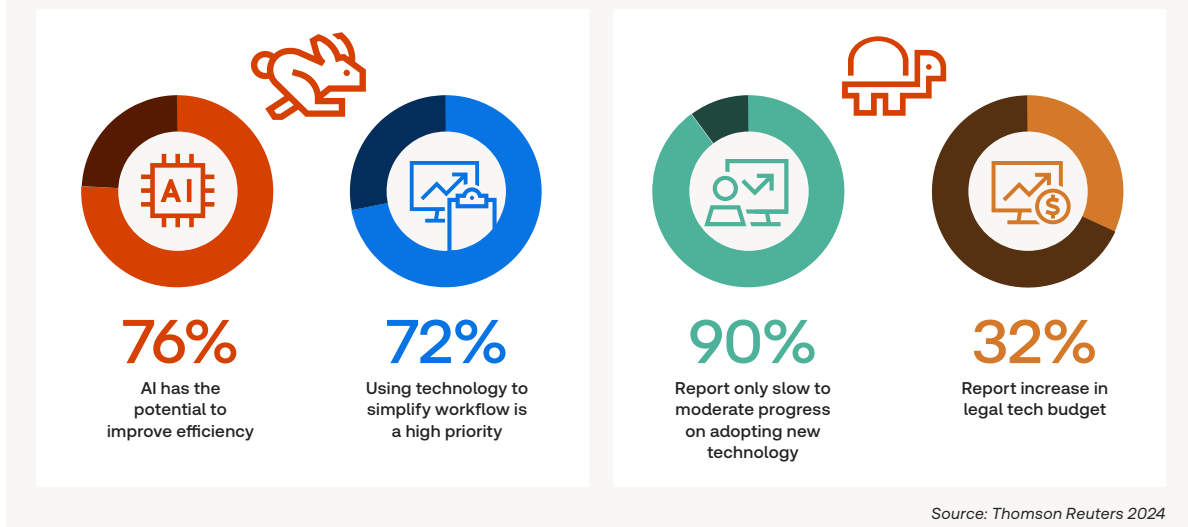 AI
76%
AI has the
potential to
improve efficiency
72%
Using technology to
simplify workflow is
a high priority
90%
Report only slow to
moderate progress
on adopting new
technology
$
32%
Report increase in
legal tech budget
Source: Thomson Reuters 2024